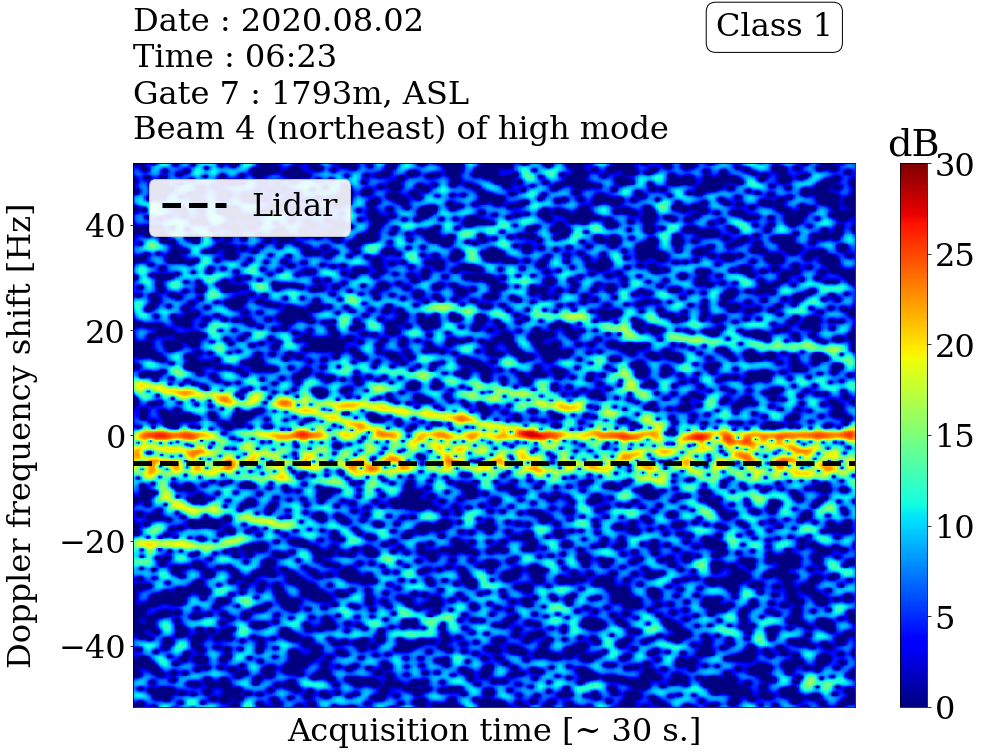 Date : 2020.08.02
Time : 06:23
Gate 7 : 1793m, ASL
Beam 4 (northeast) of high mode
Class 1
dB
Lidar
40
20
0
−20
−40
Doppler frequency shift [Hz]
Acquisition time [~ 30 s.]
30
25
20
15
10
5
0